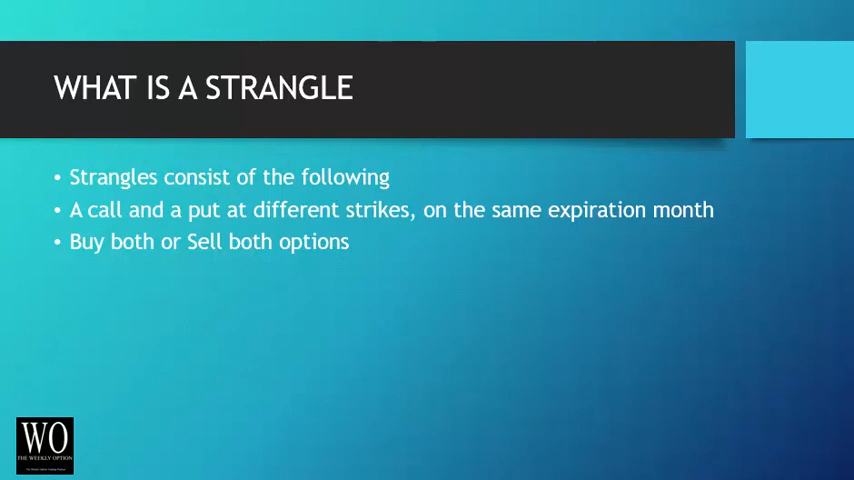 WHAT IS A STRANGLE
• Strangles consist of the following
• A call and a put at different strikes, on the same expiration month
• Buy both or Sell both options
WO
THE WEEKLY OPTION